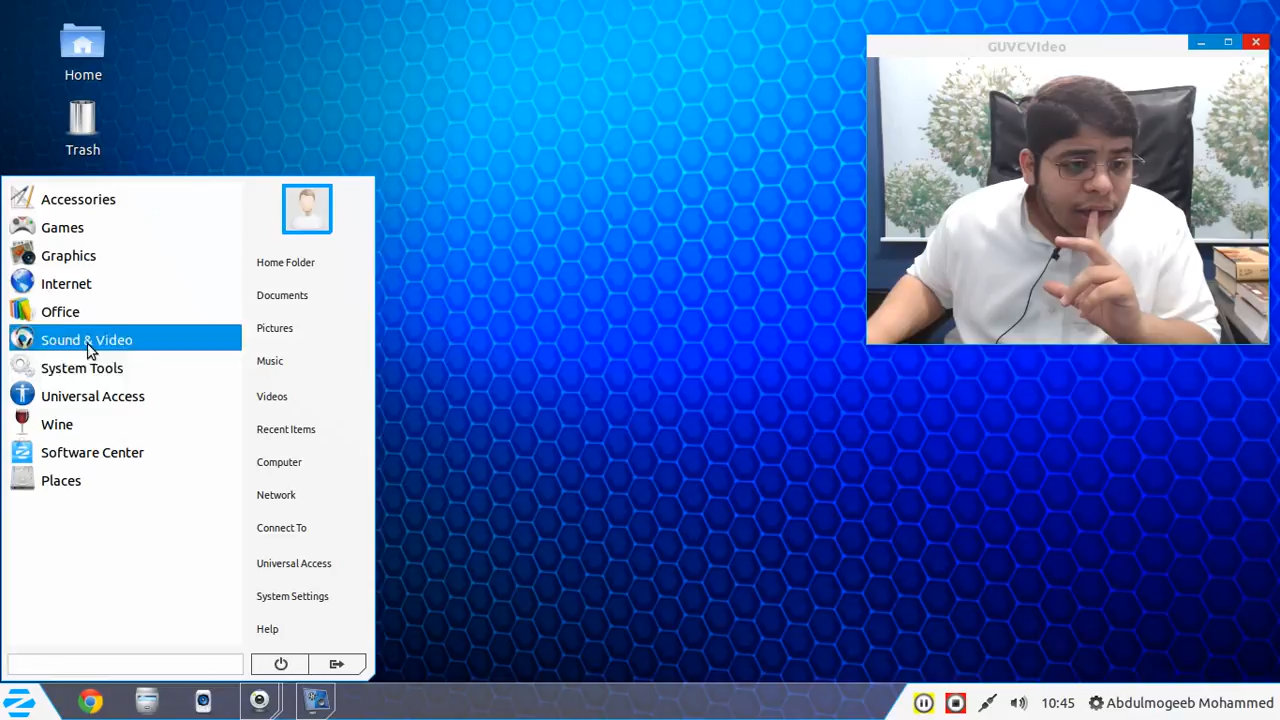 Home
Trash
GUVCVideo
Accessories
Games
Graphics
Internet
Office
Sound & Video
System Tools
Universal Access
Wine
Software Center
Places
Home Folder
Documents
Pictures
Music
Videos
Recent Items
Computer
Network
Connect To
Universal Access
System Settings
Help
10:45
Abdulmogeeb Mohammed